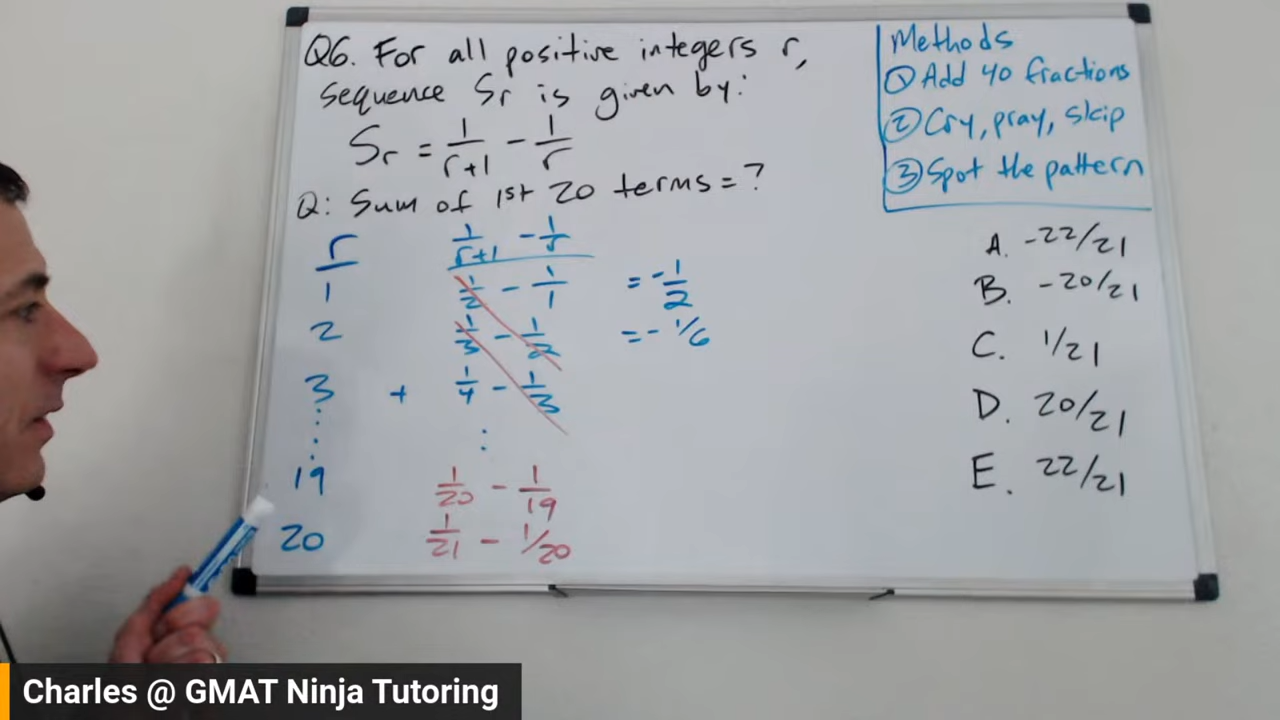 Q6. For all positive integers r,
sequence Sr is given by:
Sr = 1/r+1 - 1/r
Q: Sum of 1st 20 terms = ?
r 1/r+1 - 1/r
1 1/2 - 1/1 = -1/2
2 1/3 - 1/2 = -1/6
3 + 1/4 - 1/3
⋮ ⋮
19 1/20 - 1/19
20 1/21 - 1/20
Methods
① Add 40 fractions
② Cry, pray, skip
③ Spot the pattern
A. -22/21
B. -20/21
C. 1/21
D. 20/21
E. 22/21
Charles @ GMAT Ninja Tutoring